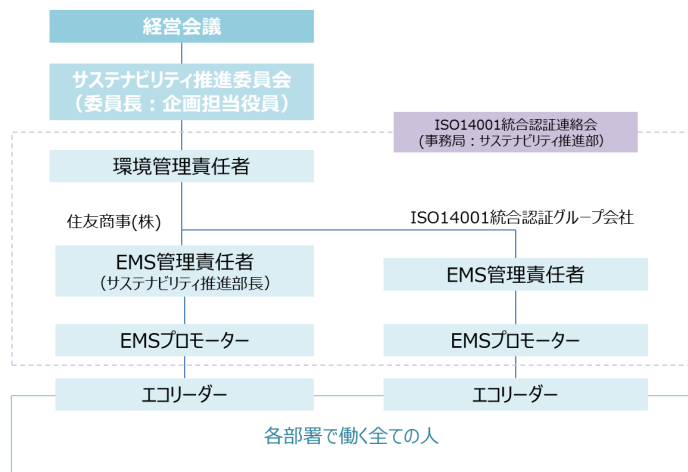 経営会議
サステナビリティ推進委員会
（委員長：企画担当役員）
ISO14001統合認証連絡会
(事務局：サステナビリティ推進部）
環境管理責任者
住友商事(株)
ISO14001統合認証グループ会社
EMS管理責任者
（サステナビリティ推進部長）
EMS管理責任者
EMSプロモーター
EMSプロモーター
エコリーダー
エコリーダー
各部署で働く全ての人